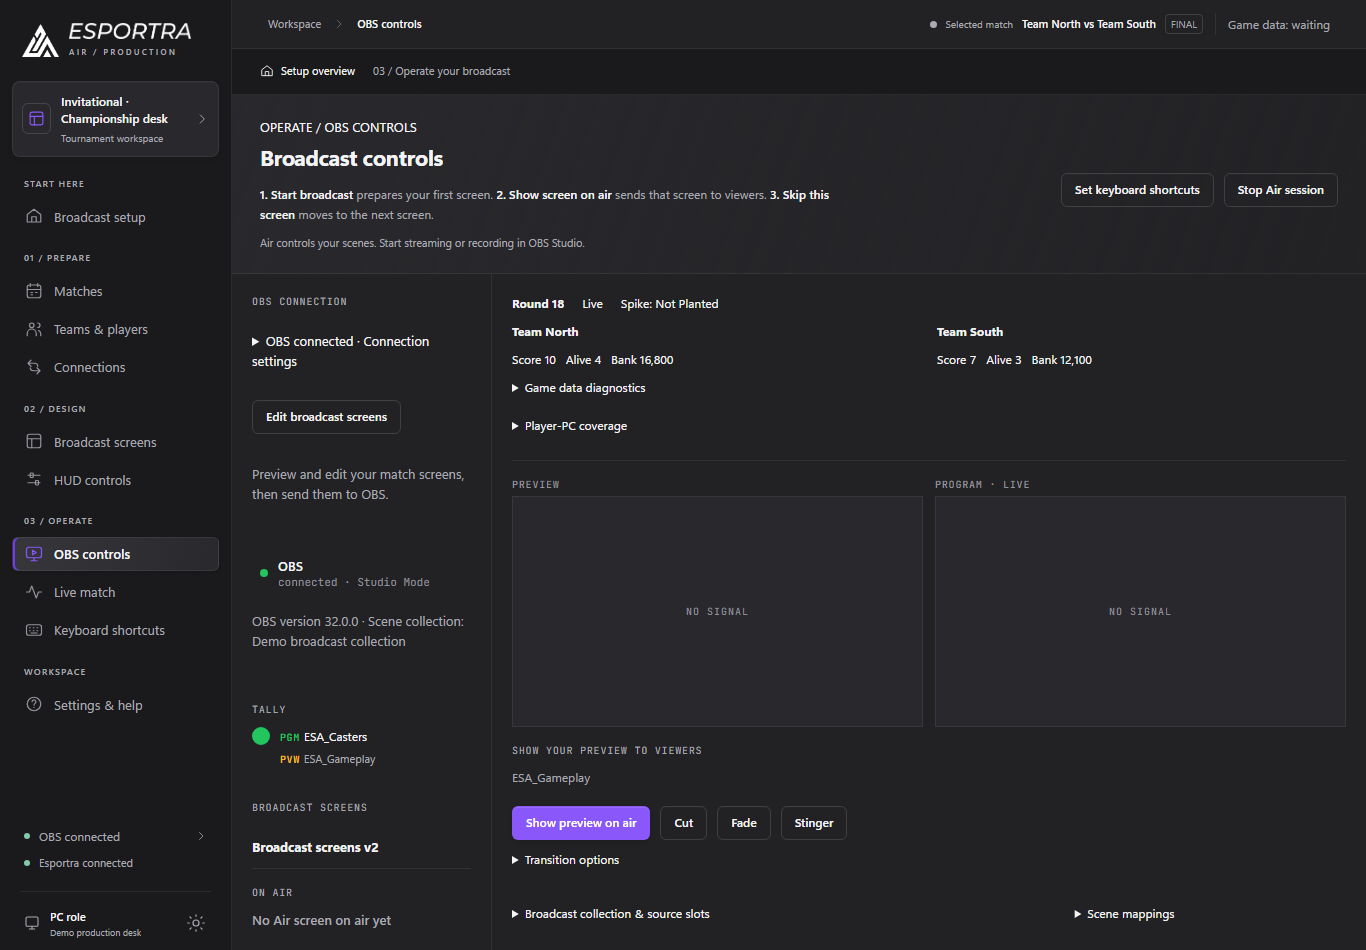 ESPORTRA
AIR / PRODUCTION
Invitational ·
Championship desk
Tournament workspace
START HERE
Broadcast setup
01 / PREPARE
Matches
Teams & players
Connections
02 / DESIGN
Broadcast screens
HUD controls
03 / OPERATE
OBS controls
Live match
Keyboard shortcuts
WORKSPACE
Settings & help
OBS connected
Esportra connected
PC role
Demo production desk
Workspace
OBS controls
Selected match Team North vs Team South FINAL
Game data: waiting
Setup overview
03 / Operate your broadcast
OPERATE / OBS CONTROLS
Broadcast controls
1. Start broadcast prepares your first screen. 2. Show screen on air sends that screen to viewers. 3. Skip this
screen moves to the next screen.
Air controls your scenes. Start streaming or recording in OBS Studio.
Set keyboard shortcuts
Stop Air session
OBS CONNECTION
OBS connected · Connection
settings
Edit broadcast screens
Preview and edit your match screens,
then send them to OBS.
OBS
connected · Studio Mode
OBS version 32.0.0 · Scene collection:
Demo broadcast collection
TALLY
PGM ESA_Casters
PVW ESA_Gameplay
BROADCAST SCREENS
Broadcast screens v2
ON AIR
No Air screen on air yet
Round 18 Live Spike: Not Planted
Team North
Score 10 Alive 4 Bank 16,800
Team South
Score 7 Alive 3 Bank 12,100
Game data diagnostics
Player-PC coverage
PREVIEW
NO SIGNAL
PROGRAM · LIVE
NO SIGNAL
SHOW YOUR PREVIEW TO VIEWERS
ESA_Gameplay
Show preview on air
Cut
Fade
Stinger
Transition options
Broadcast collection & source slots
Scene mappings